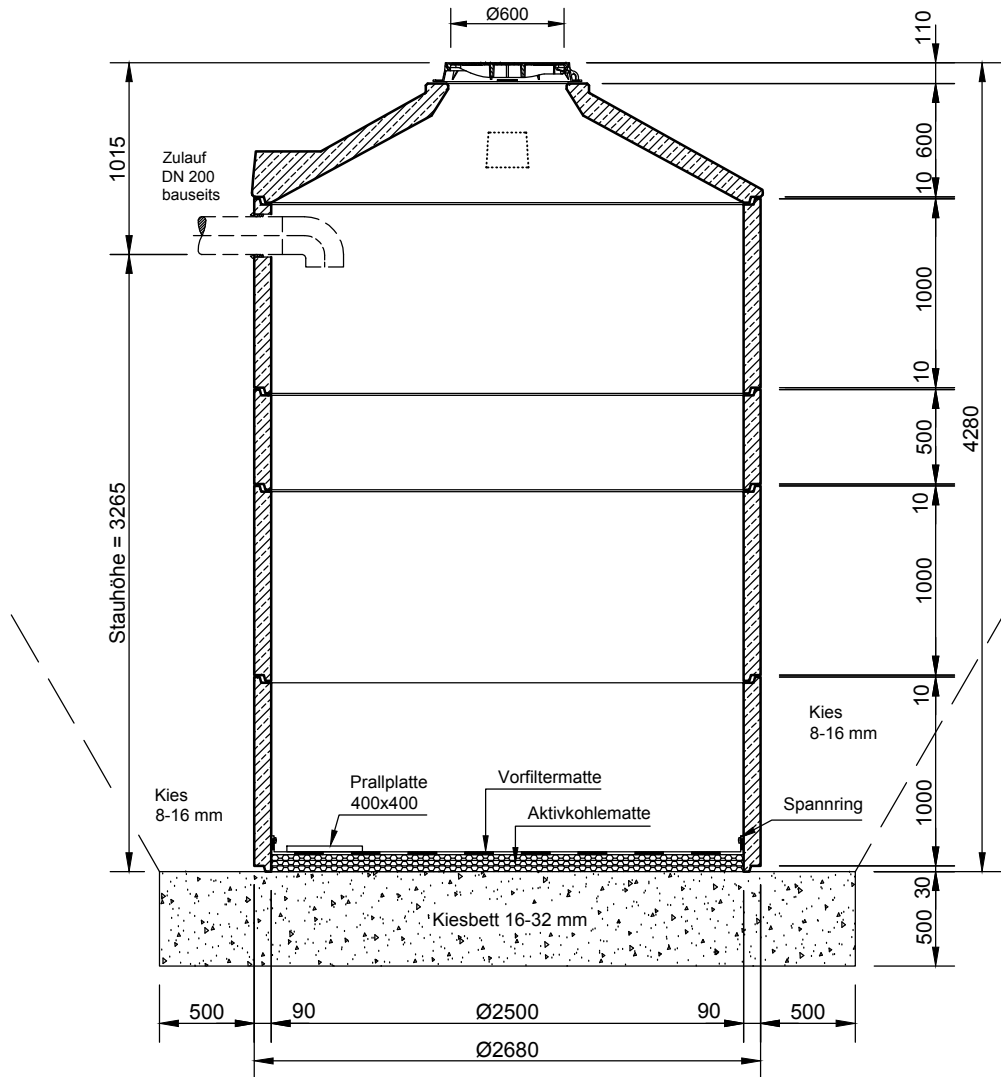 Ø600
110
1015
Zulauf
DN 200
bauseits
600
10
1000
10
500
4280
10
Stauhöhe = 3265
1000
10
Kies
8-16 mm
Kies
8-16 mm
Prallplatte
400x400
Vorfiltermatte
Aktivkohlematte
Spannring
1000
30
Kiesbett 16-32 mm
500
500
90
Ø2500
90
500
Ø2680